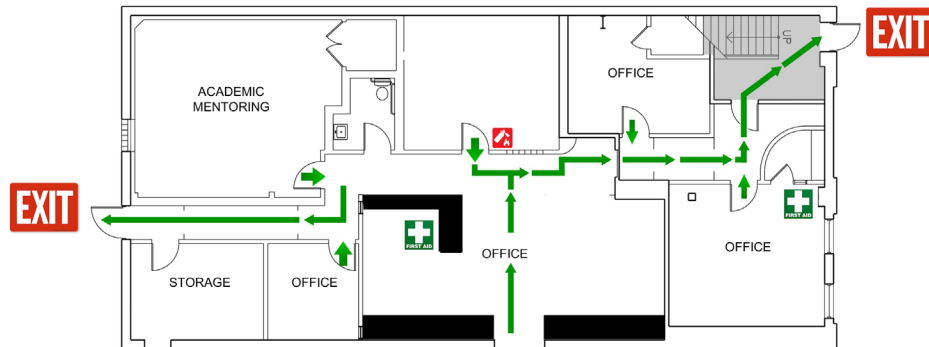 EXIT
UP
OFFICE
ACADEMIC
MENTORING
EXIT
FIRST AID
FIRST AID
OFFICE
OFFICE
STORAGE
OFFICE